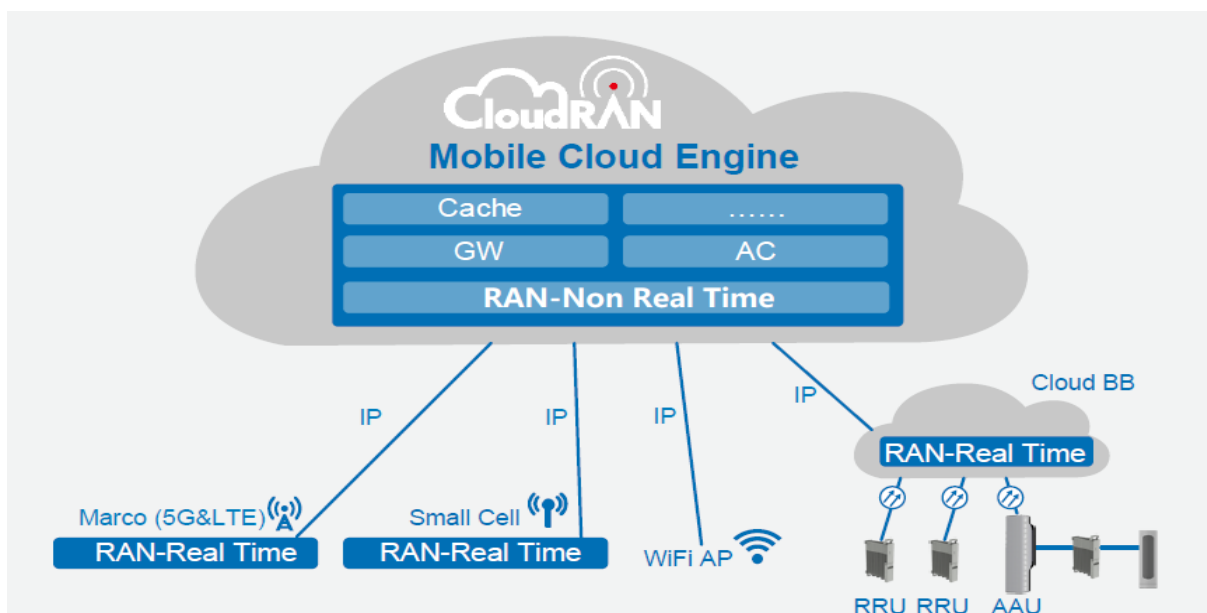 CloudRAN
Mobile Cloud Engine
Cache
......
GW
AC
RAN-Non Real Time
IP
IP
IP
IP
Cloud BB
RAN-Real Time
Marco (5G&LTE)
RAN-Real Time
Small Cell
RAN-Real Time
WiFi AP
RRU
RRU
AAU